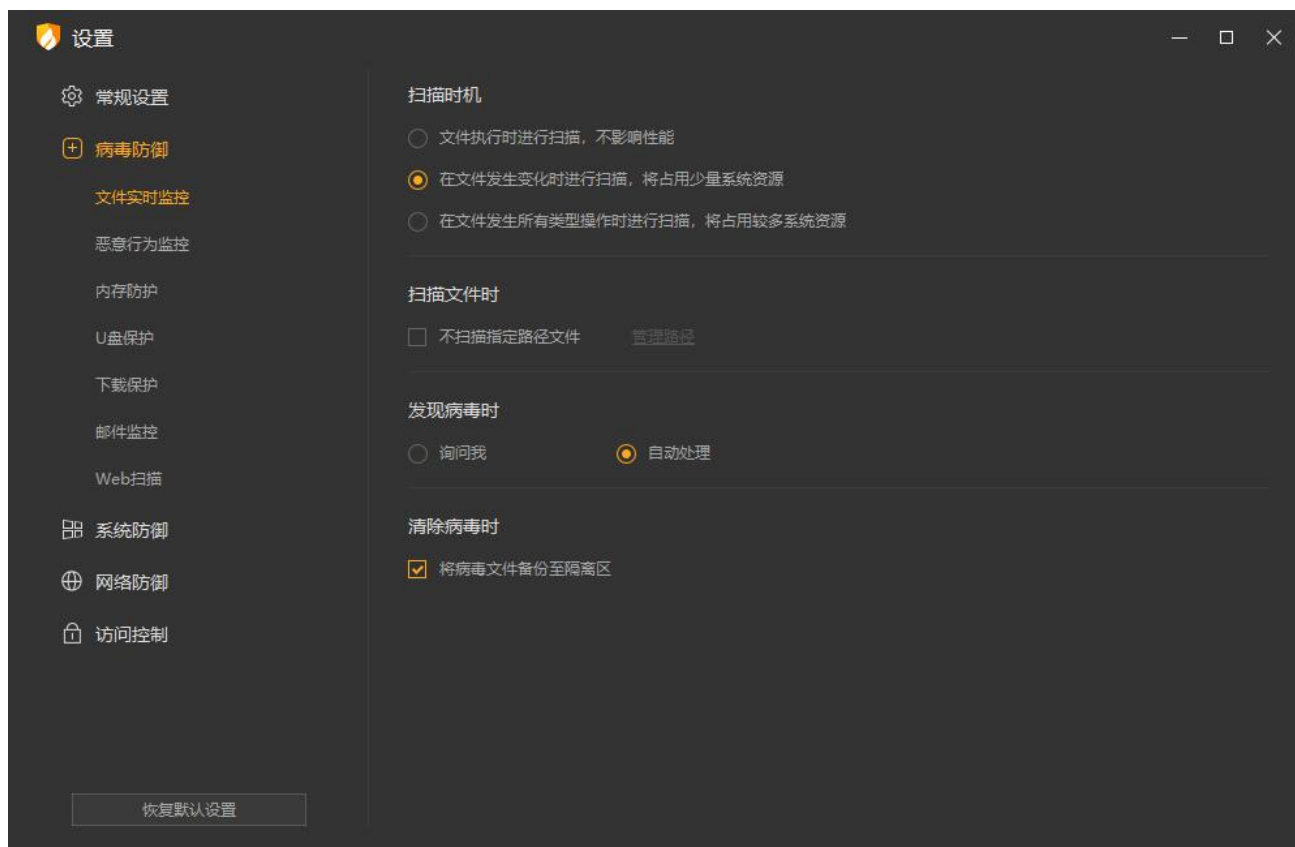 设置
常规设置
病毒防御
文件实时监控
恶意行为监控
内存防护
U盘保护
下载保护
邮件监控
Web扫描
系统防御
网络防御
访问控制
恢复默认设置
扫描时机
文件执行时进行扫描，不影响性能
在文件发生变化时进行扫描，将占用少量系统资源
在文件发生所有类型操作时进行扫描，将占用较多系统资源
扫描文件时
不扫描指定路径文件 管理路径
发现病毒时
询问我 自动处理
清除病毒时
将病毒文件备份至隔离区